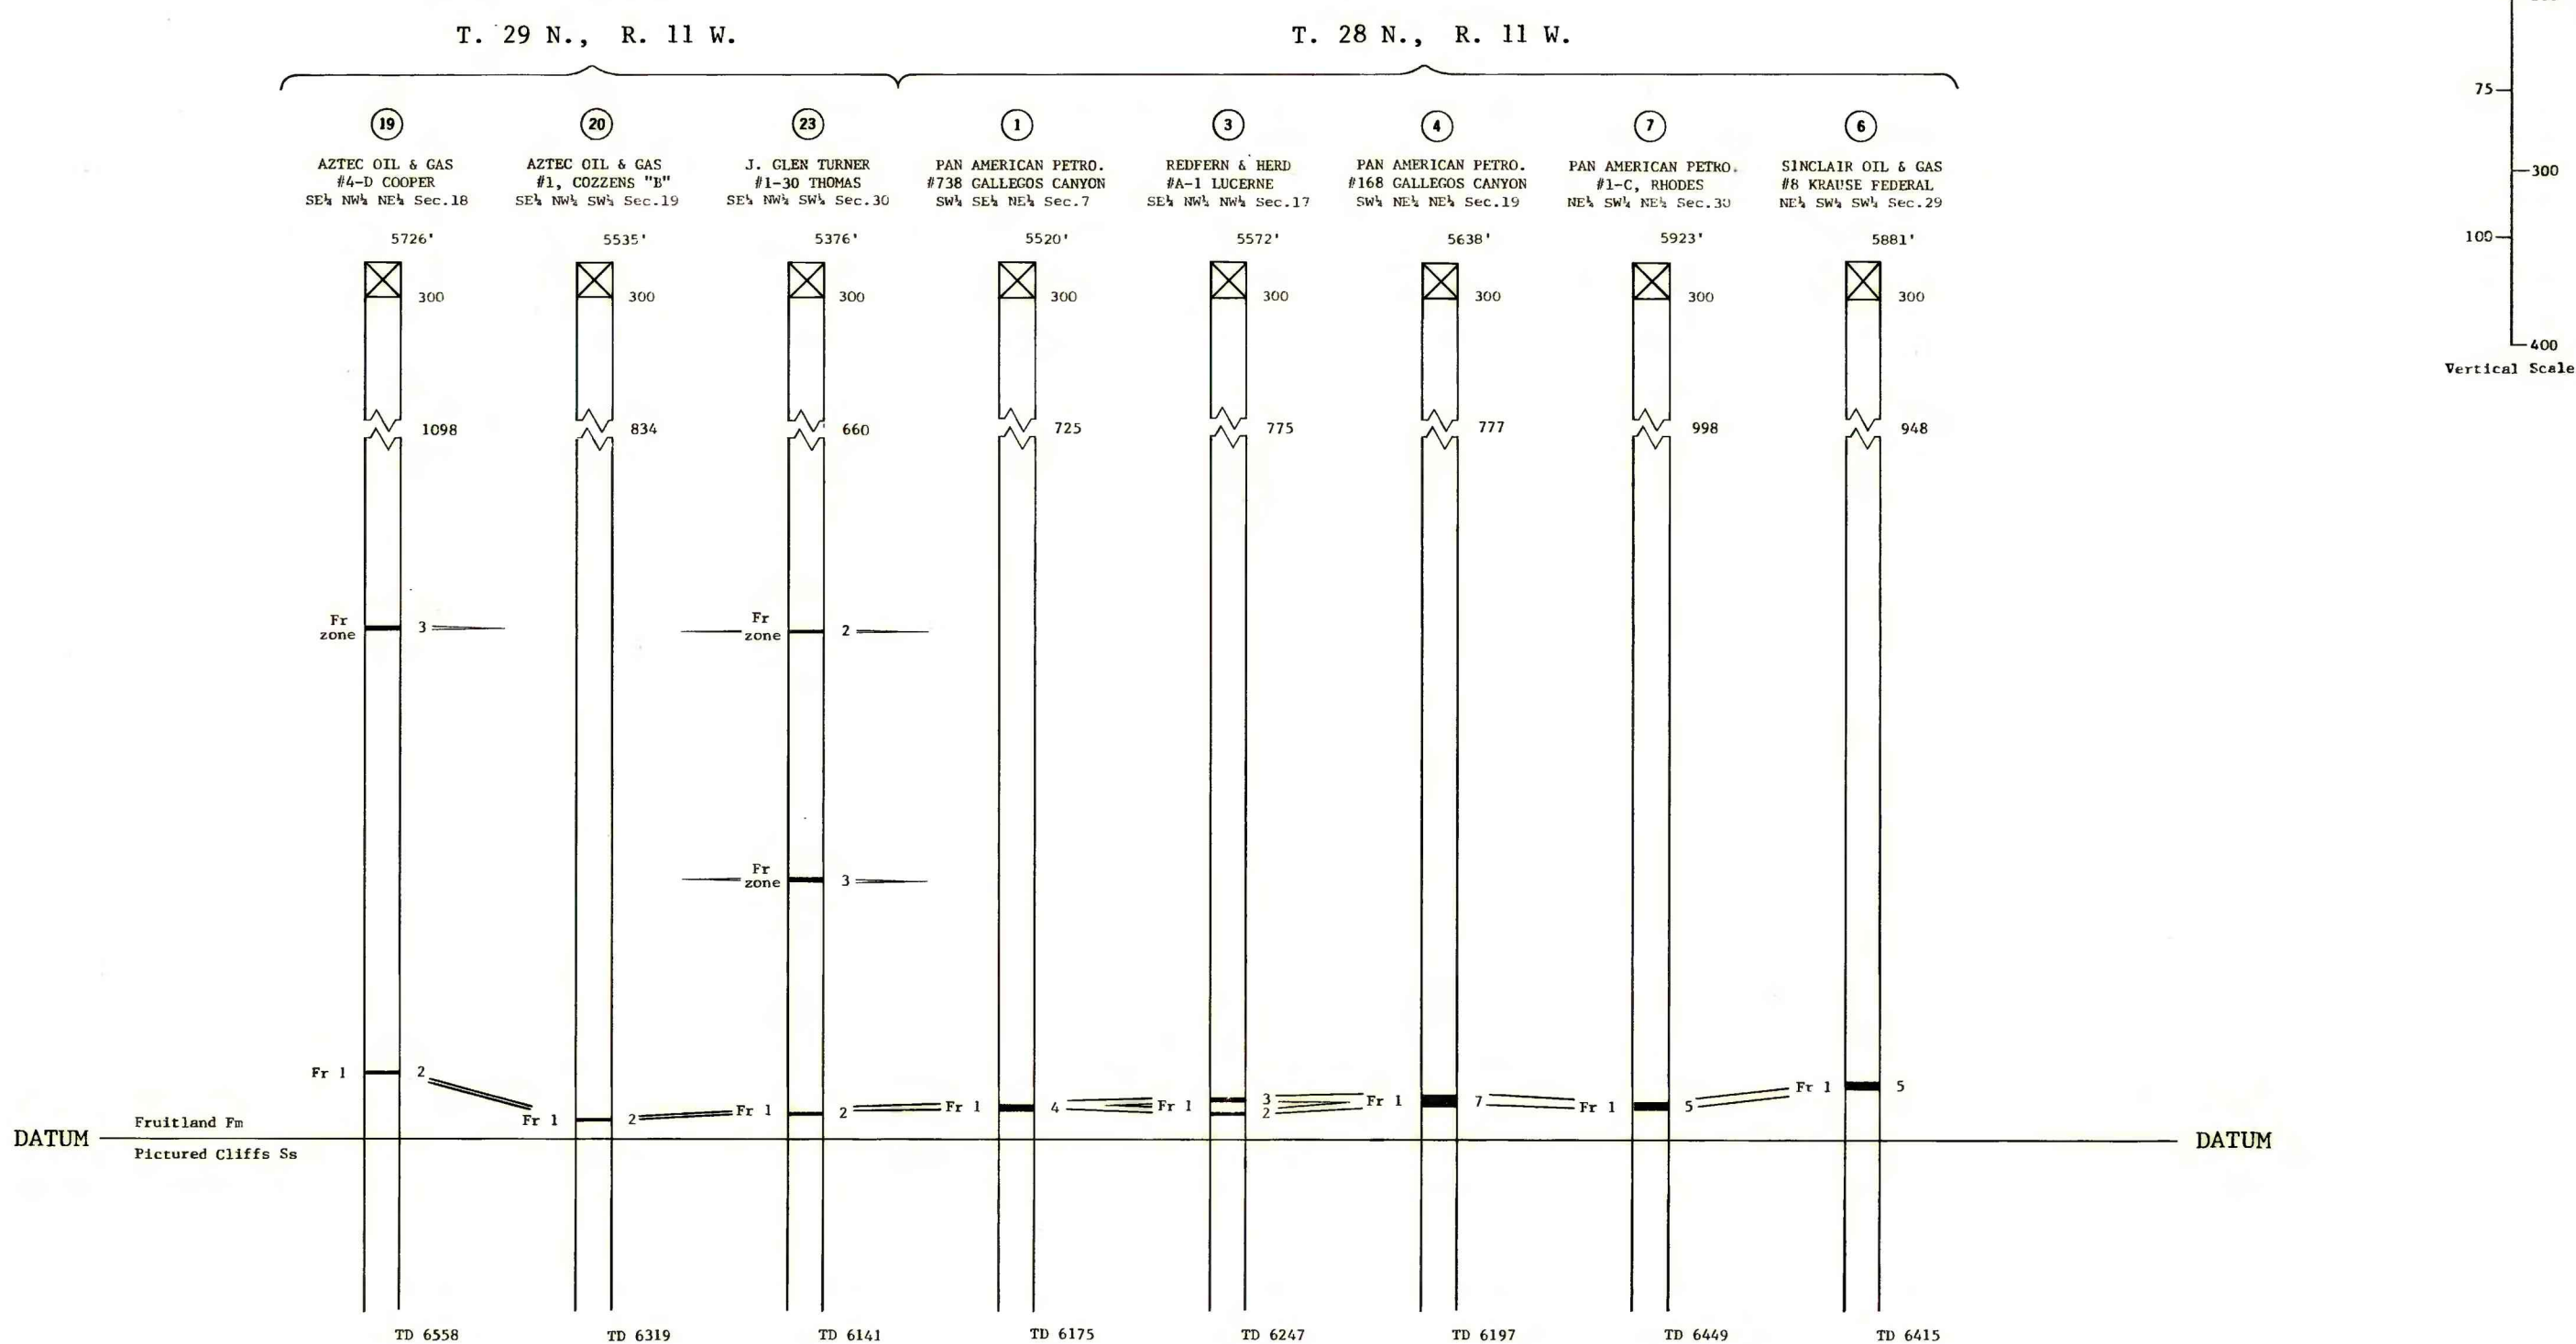 T. 29 N., R. 11 W.
T. 28 N., R. 11 W.
19
AZTEC OIL & GAS
#4-D COOPER
SE¼ NW¼ NE¼ Sec.18
5726'
20
AZTEC OIL & GAS
#1, COZZENS "B"
SE¼ NW¼ SW¼ Sec.19
5535'
23
J. GLEN TURNER
#1-30 THOMAS
SE¼ NW¼ SW¼ Sec.30
5376'
1
PAN AMERICAN PETRO.
#738 GALLEGOS CANYON
SW¼ SE¼ NE¼ Sec.7
5520'
3
REDFERN & HERD
#A-1 LUCERNE
SE¼ NW¼ NW¼ Sec.17
5572'
4
PAN AMERICAN PETRO.
#168 GALLEGOS CANYON
SW¼ NE¼ NE¼ Sec.19
5638'
7
PAN AMERICAN PETRO.
#1-C, RHODES
NE¼ SW¼ NE¼ Sec.30
5923'
6
SINCLAIR OIL & GAS
#8 KRAUSE FEDERAL
NE¼ SW¼ SW¼ Sec.29
5881'
75
300
100
400
Vertical Scale
300 300 300 300 300 300 300 300
1098 834 660 725 775 777 998 948
Fr
zone 3
Fr
zone 2
Fr
zone 3
Fr 1 2
Fr 1 2
Fr 1 2
Fr 1 4
Fr 1 3
2
Fr 1 7
Fr 1 5
Fr 1 5
Fruitland Fm
DATUM DATUM
Pictured Cliffs Ss
TD 6558 TD 6319 TD 6141 TD 6175 TD 6247 TD 6197 TD 6449 TD 6415